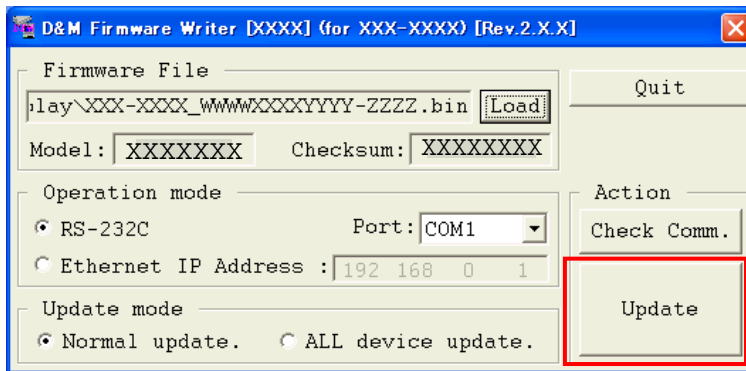 D&M Firmware Writer [XXXX] (for XXX-XXXX) [Rev.2.X.X]
Firmware File
Quit
lay\XXX-XXXX_WWWWXXXXYYYY-ZZZZ.bin Load
Model: XXXXXXX Checksum: XXXXXXXX
Operation mode
Action
RS-232C Port: COM1
Check Comm.
Ethernet IP Address : 192 168 0 1
Update mode
Update
Normal update. ALL device update.